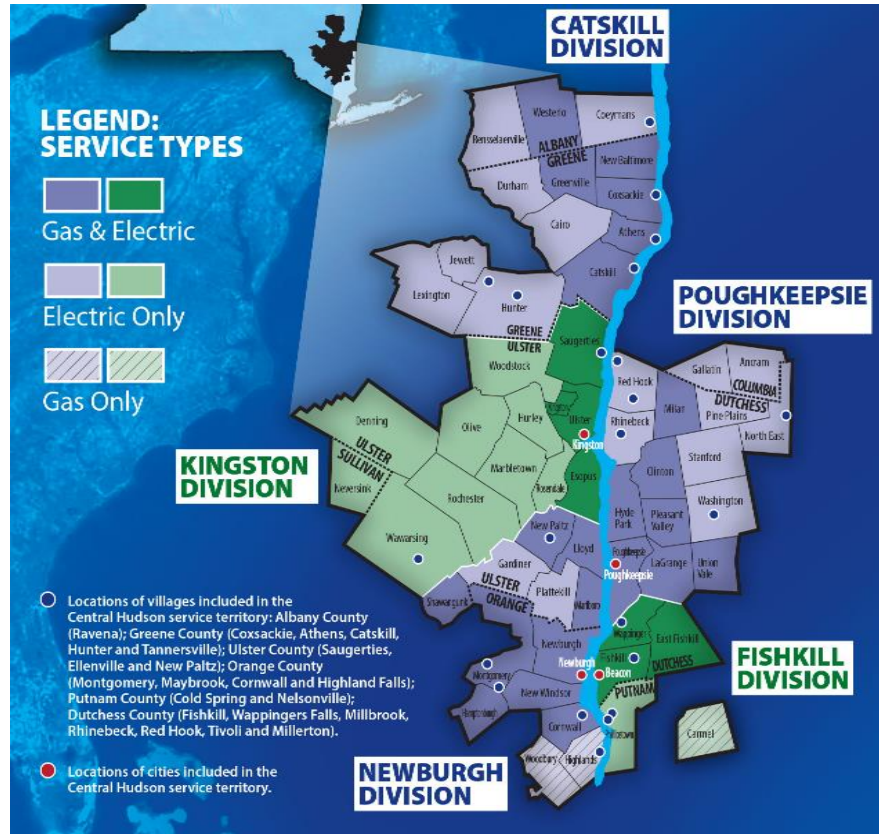 CATSKILL
DIVISION
LEGEND:
SERVICE TYPES
Gas & Electric
Electric Only
Gas Only
Westerlo
Coeymans
Rensselaerville
ALBANY
GREENE
New Baltimore
Durham
Greenville
Coxsackie
Cairo
Athens
Catskill
Jewett
Lexington
Hunter
GREENE
ULSTER
POUGHKEEPSIE
DIVISION
Saugerties
Woodstock
Gallatin
Ancram
COLUMBIA
DUTCHESS
Red Hook
Milan
Pine Plains
North East
Denning
Olive
Hurley
Ulster
Kingston
Rhinebeck
Stanford
ULSTER
SULLIVAN
KINGSTON
DIVISION
Neversink
Marbletown
Rosendale
Esopus
Rochester
Clinton
Washington
Wawarsing
New Paltz
Lloyd
Hyde
Park
Pleasant
Valley
Poughkeepsie
Poughkeepsie
LaGrange
Union
Vale
Gardiner
ULSTER
ORANGE
Plattekill
Marlboro
Shawangunk
Wappinger
East Fishkill
Newburgh
Fishkill
DUTCHESS
Newburgh
Beacon
PUTNAM
FISHKILL
DIVISION
Montgomery
New Windsor
Hamptonburgh
Cornwall
Philipstown
Carmel
Woodbury
Highlands
NEWBURGH
DIVISION
Locations of villages included in the
Central Hudson service territory: Albany County
(Ravena); Greene County (Coxsackie, Athens, Catskill,
Hunter and Tannersville); Ulster County (Saugerties,
Ellenville and New Paltz); Orange County
(Montgomery, Maybrook, Cornwall and Highland Falls);
Putnam County (Cold Spring and Nelsonville);
Dutchess County (Fishkill, Wappingers Falls, Millbrook,
Rhinebeck, Red Hook, Tivoli and Millerton).
Locations of cities included in the
Central Hudson service territory.